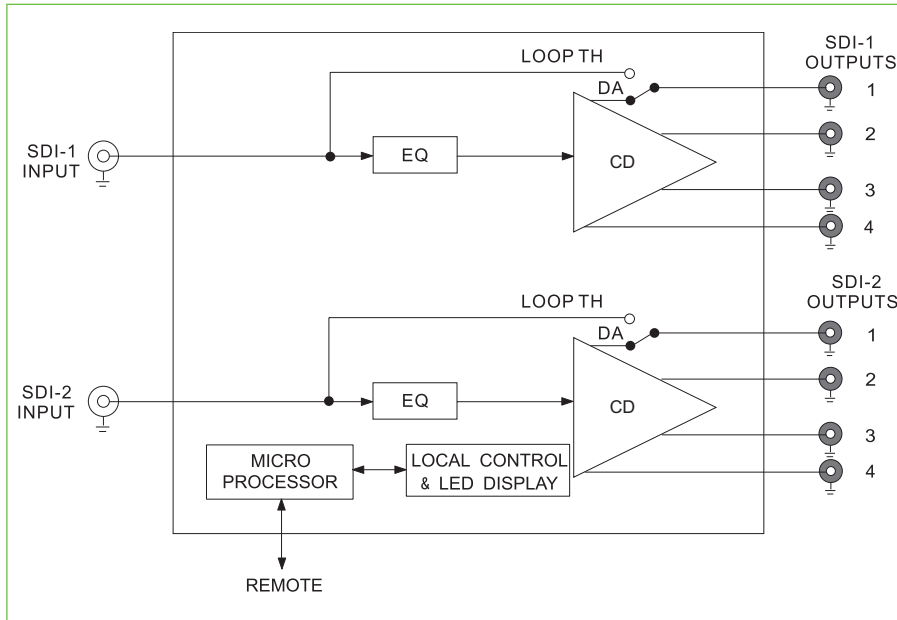 SDI-1
OUTPUTS
LOOP TH
DA
1
2
SDI-1
INPUT
EQ
CD
3
4
SDI-2
OUTPUTS
LOOP TH
DA
1
2
SDI-2
INPUT
EQ
CD
3
4
MICRO
PROCESSOR
LOCAL CONTROL
& LED DISPLAY
REMOTE